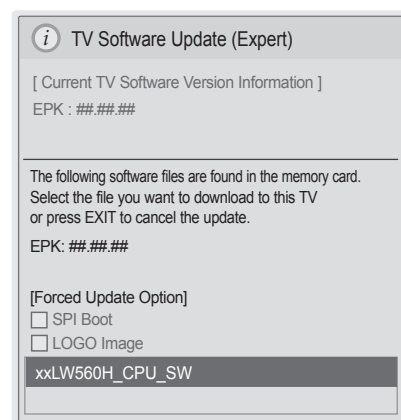 i TV Software Update (Expert)
[ Current TV Software Version Information ]
EPK : ##.##.##
The following software files are found in the memory card.
Select the file you want to download to this TV
or press EXIT to cancel the update.
EPK: ##.##.##
[Forced Update Option]
SPI Boot
LOGO Image
xxLW560H_CPU_SW